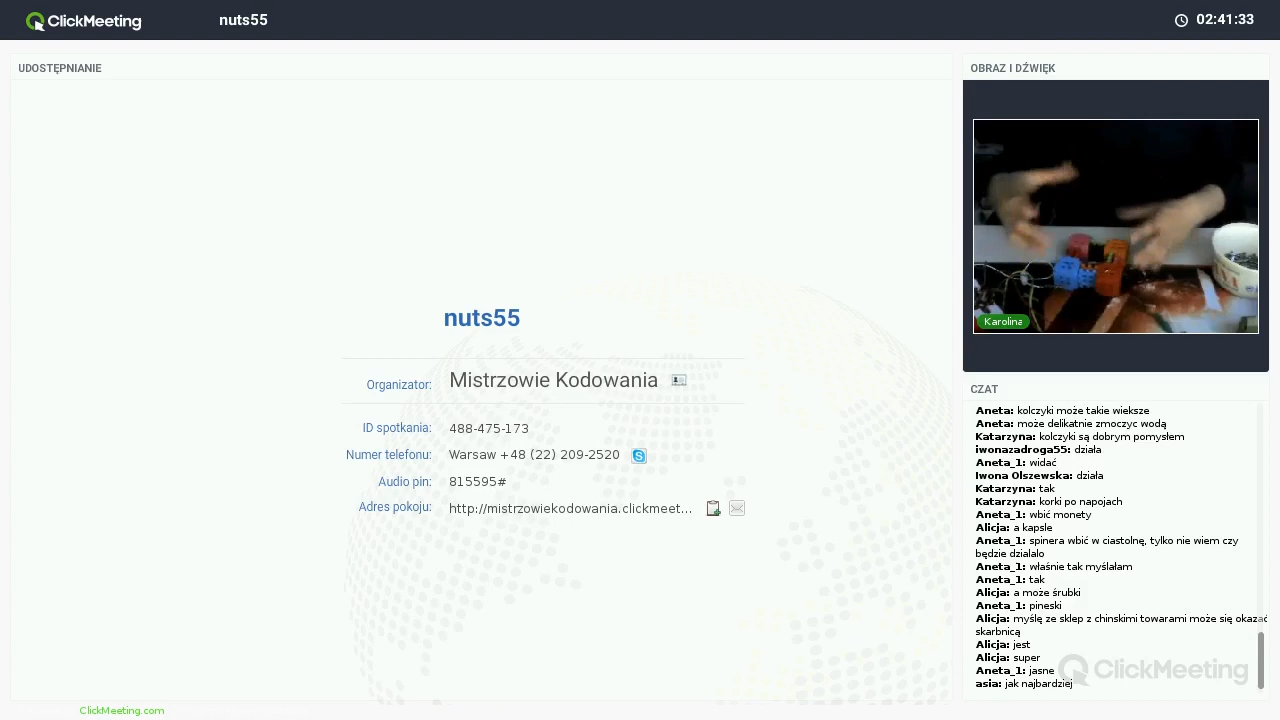 ClickMeeting
nuts55
02:41:33
UDOSTĘPNIANIE
nuts55
Organizator: Mistrzowie Kodowania
ID spotkania: 488-475-173
Numer telefonu: Warsaw +48 (22) 209-2520
Audio pin: 815595#
Adres pokoju: http://mistrzowiekodowania.clickmeet...
OBRAZ I DŹWIĘK
Karolina
CZAT
Aneta: kolczyki może takie wieksze
Aneta: może delikatnie zmoczyc wodą
Katarzyna: kolczyki są dobrym pomysłem
iwonazadroga55: działa
Aneta_1: widać
Iwona Olszewska: działa
Katarzyna: tak
Katarzyna: korki po napojach
Aneta_1: wbić monety
Alicja: a kapsle
Aneta_1: spinera wbić w ciastolnę, tylko nie wiem czy
będzie dzialalo
Aneta_1: właśnie tak myślałam
Aneta_1: tak
Alicja: a może śrubki
Aneta_1: pineski
Alicja: myślę ze sklep z chinskimi towarami może się okazać
skarbnicą
Alicja: jest
Alicja: super
Aneta_1: jasne
asia: jak najbardziej
ClickMeeting
ClickMeeting.com